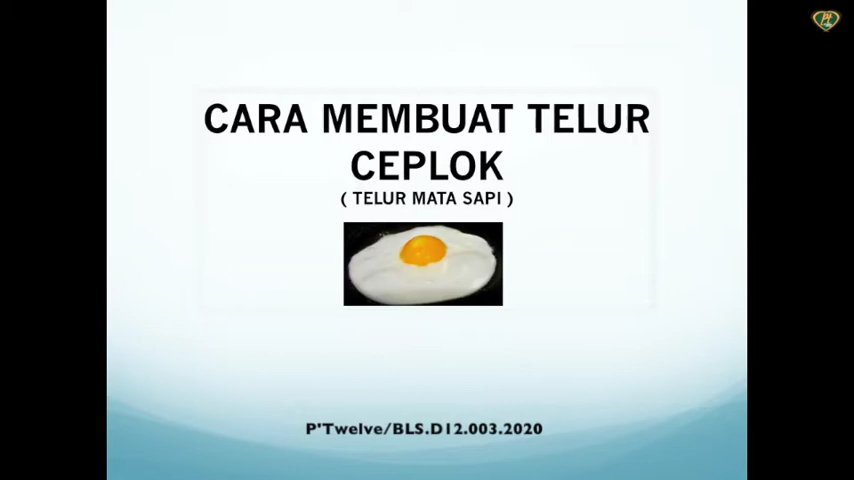 CARA MEMBUAT TELUR
CEPLOK
( TELUR MATA SAPI )
P'Twelve/BLS.D12.003.2020